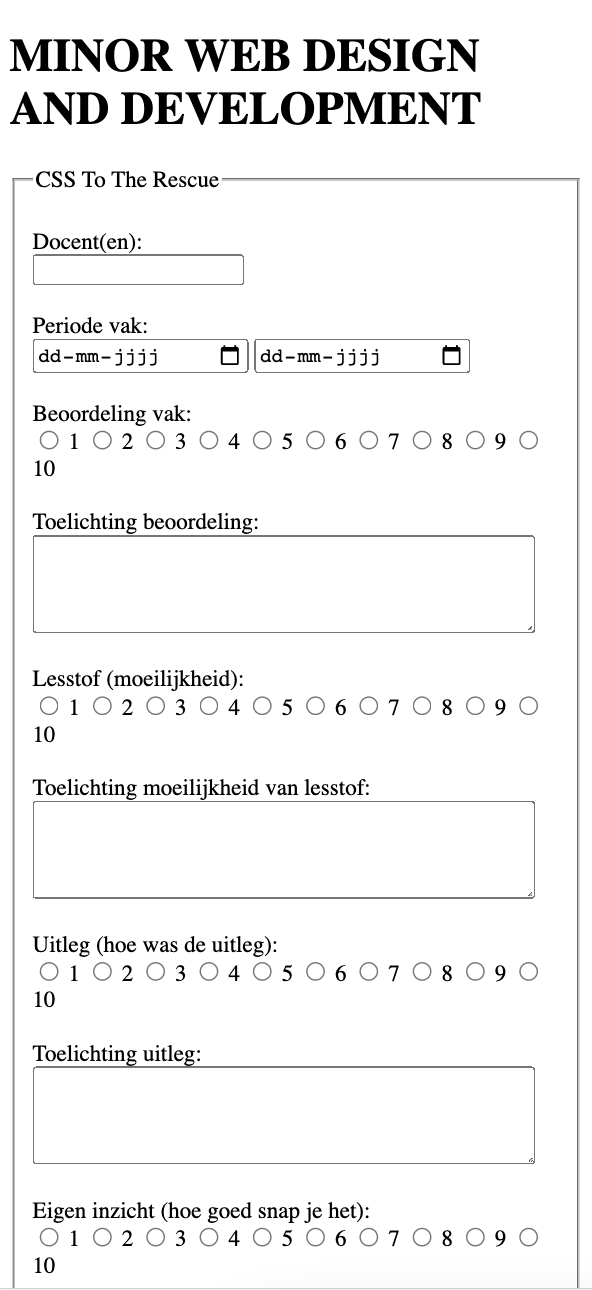 MINOR WEB DESIGN
AND DEVELOPMENT
CSS To The Rescue
Docent(en):
Periode vak:
dd-mm-jjjj dd-mm-jjjj
Beoordeling vak:
1 2 3 4 5 6 7 8 9
10
Toelichting beoordeling:
Lesstof (moeilijkheid):
1 2 3 4 5 6 7 8 9
10
Toelichting moeilijkheid van lesstof:
Uitleg (hoe was de uitleg):
1 2 3 4 5 6 7 8 9
10
Toelichting uitleg:
Eigen inzicht (hoe goed snap je het):
1 2 3 4 5 6 7 8 9
10